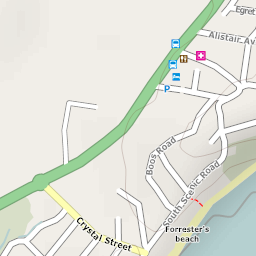 Egret
Alistair Av
P
Boos Road
South Scenic Road
Crystal Street
Forrester's
beach